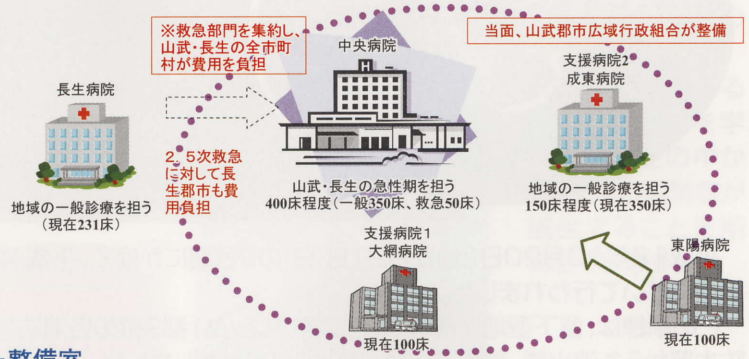 ※救急部門を集約し、
山武・長生の全市町
村が費用を負担
中央病院
当面、山武郡市広域行政組合が整備
支援病院2
成東病院
長生病院
2．5次救急
に対して長
生郡市も費
用負担
地域の一般診療を担う
(現在231床)
山武・長生の急性期を担う
400床程度(一般350床、救急50床)
地域の一般診療を担う
150床程度(現在350床)
支援病院1
大網病院
現在100床
東陽病院
現在100床